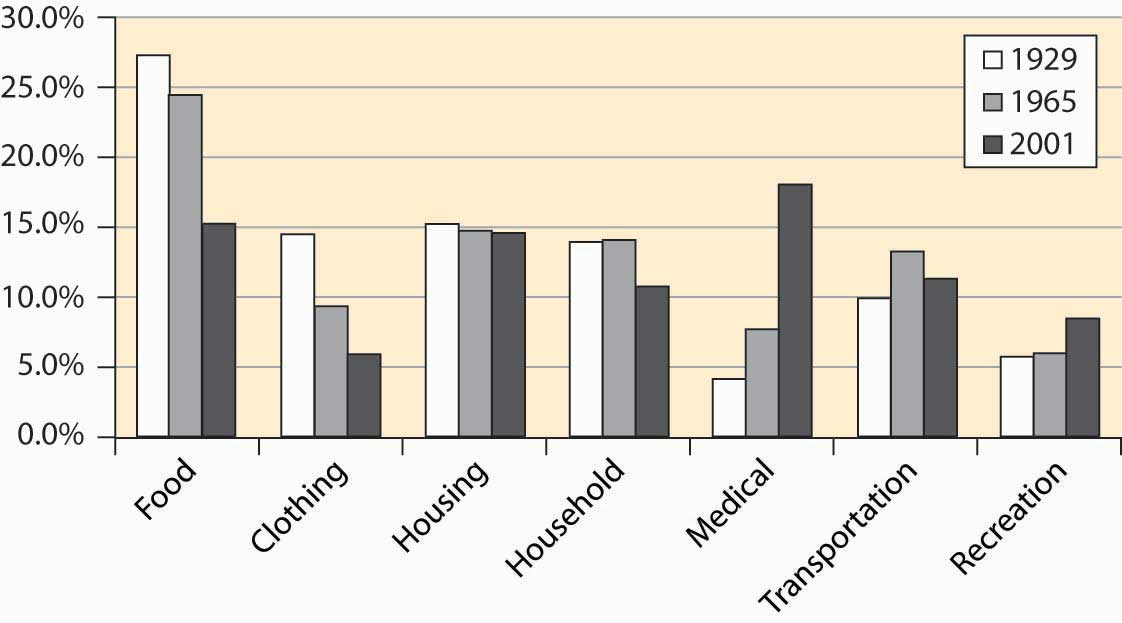 30.0%
25.0%
20.0%
15.0%
10.0%
5.0%
0.0%
1929
1965
2001
Food
Clothing
Housing
Household
Medical
Transportation
Recreation